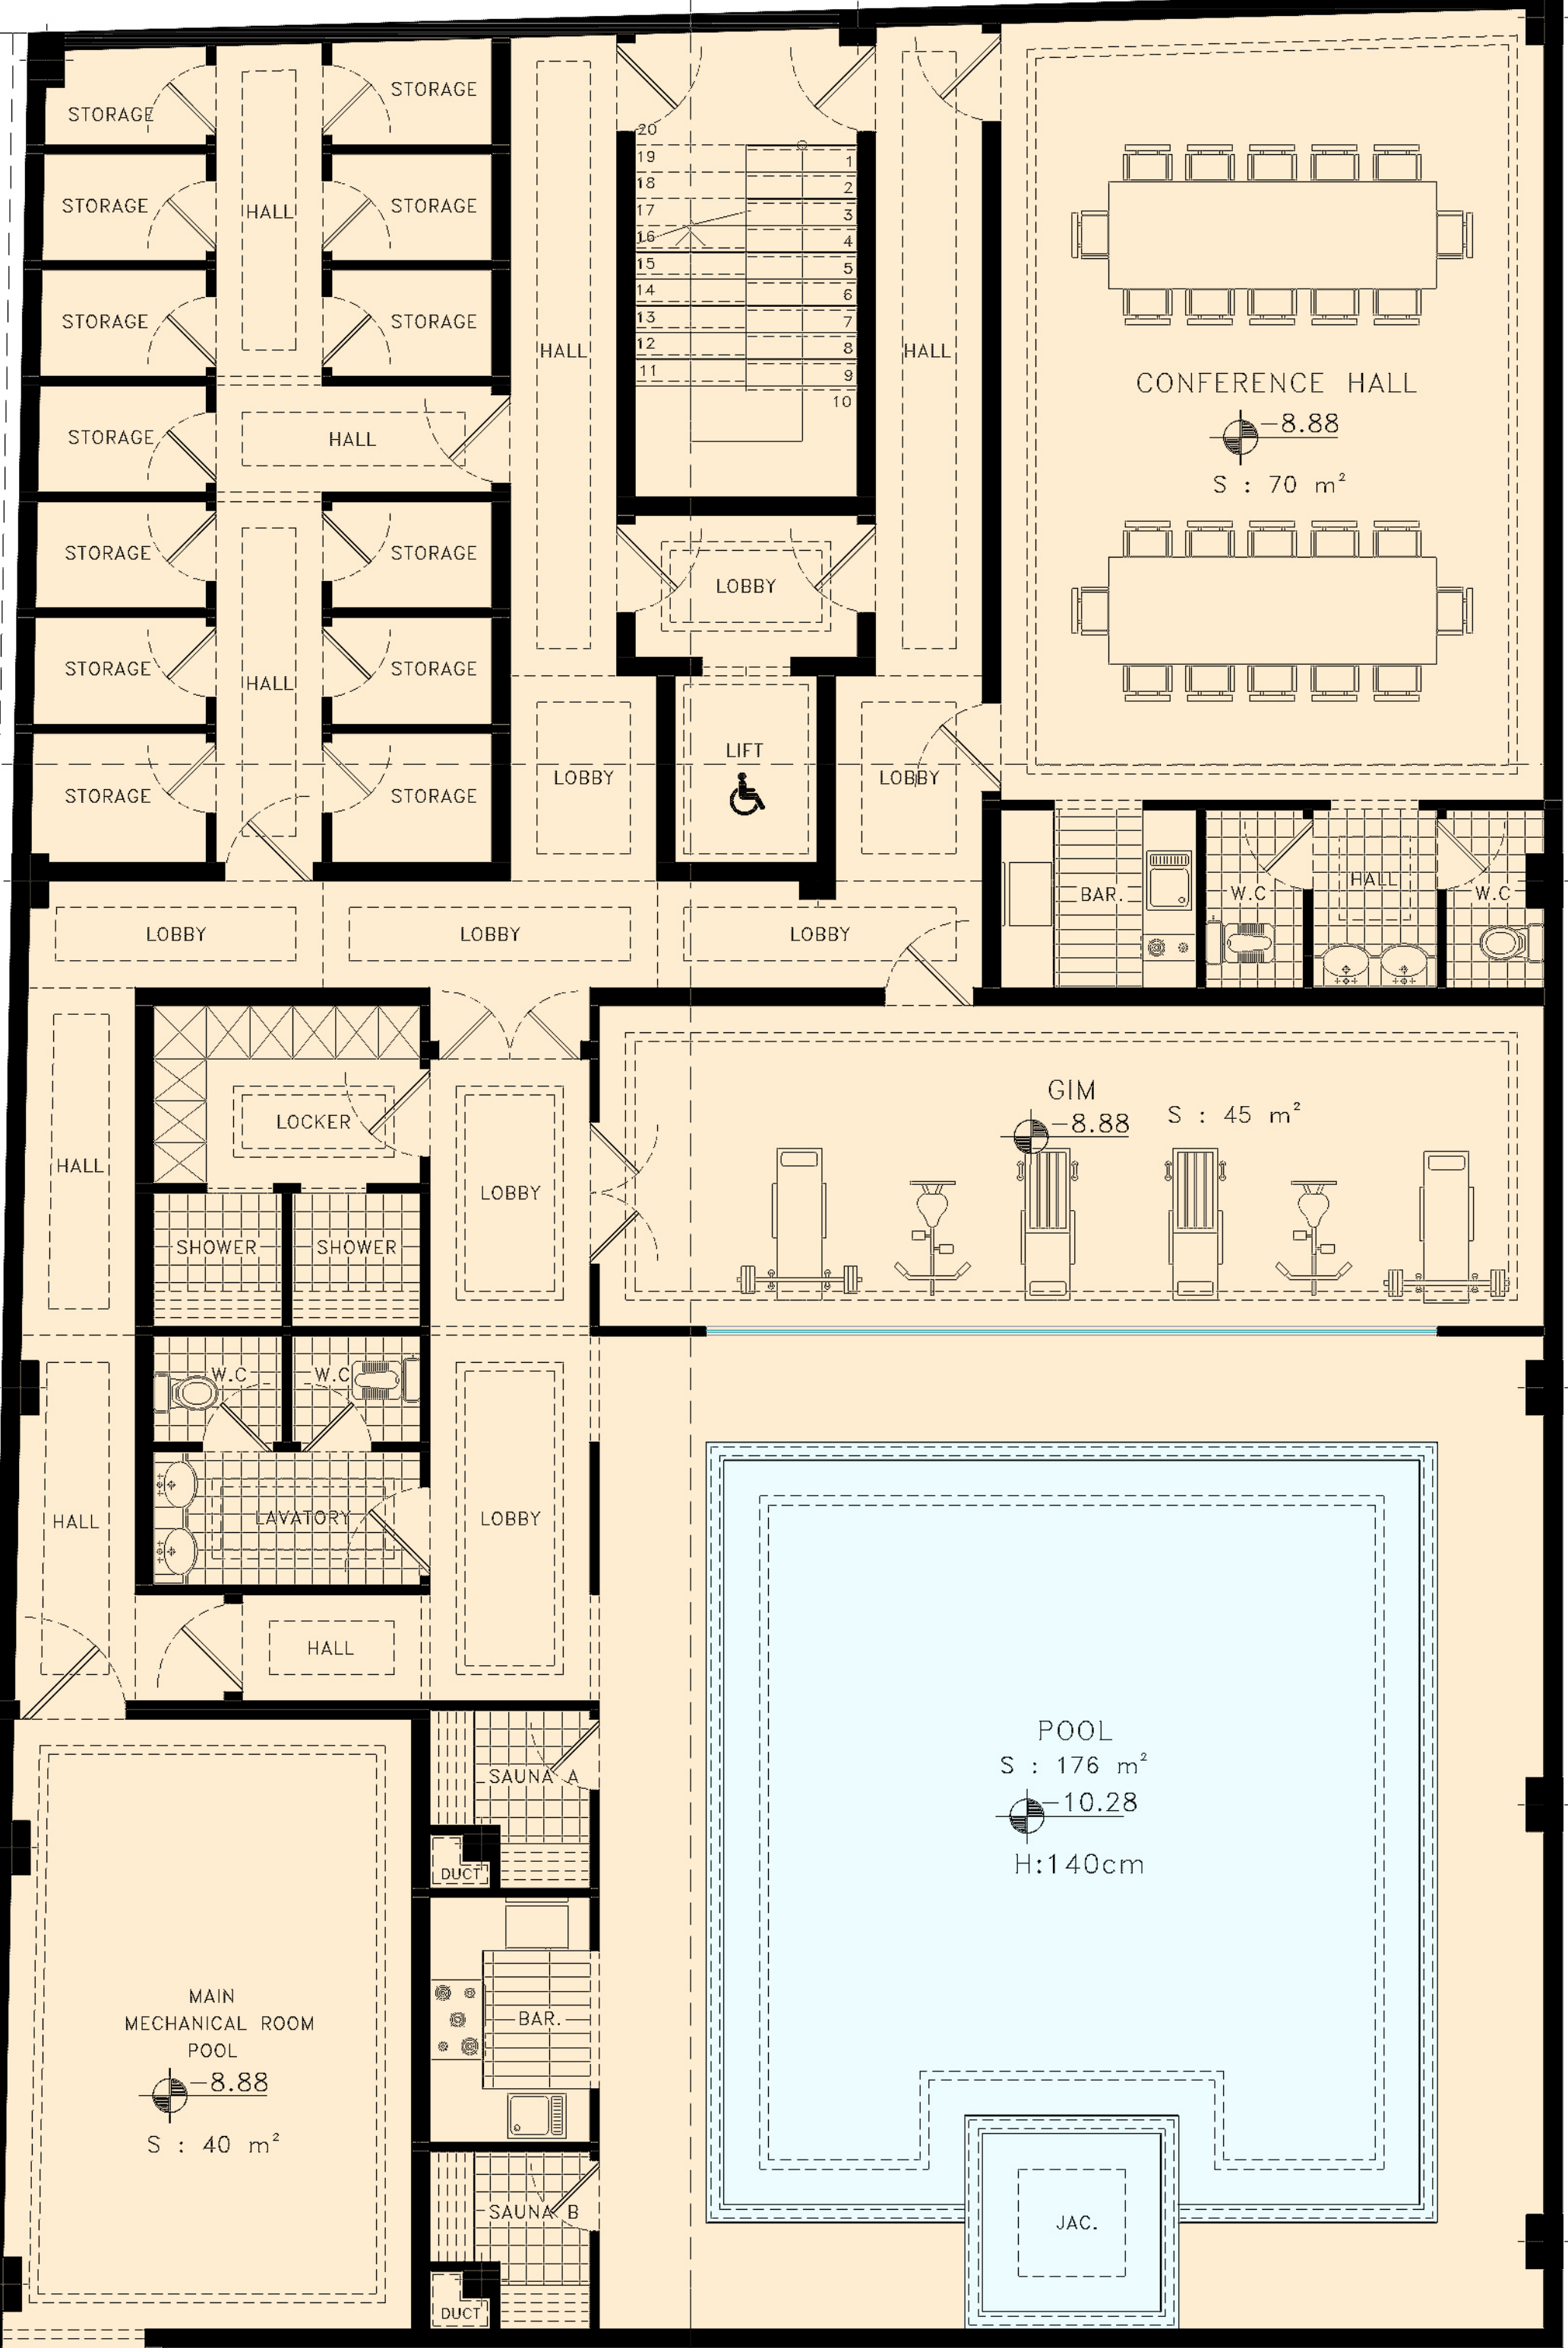 STORAGE
STORAGE
STORAGE
HALL
STORAGE
STORAGE
STORAGE
STORAGE
HALL
STORAGE
STORAGE
STORAGE
HALL
STORAGE
STORAGE
STORAGE
HALL
20
19
18
17
16
15
14
13
12
11
1
2
3
4
5
6
7
8
9
10
HALL
CONFERENCE HALL
-8.88
S : 70 m²
LOBBY
LOBBY
LIFT
LOBBY
BAR.
W.C
HALL
W.C
LOBBY
LOBBY
LOBBY
HALL
LOCKER
LOBBY
GIM
-8.88
S : 45 m²
SHOWER
SHOWER
W.C
W.C
HALL
LAVATORY
LOBBY
HALL
SAUNA A
DUCT
POOL
S : 176 m²
-10.28
H:140cm
MAIN
MECHANICAL ROOM
POOL
-8.88
S : 40 m²
BAR.
SAUNA B
DUCT
JAC.